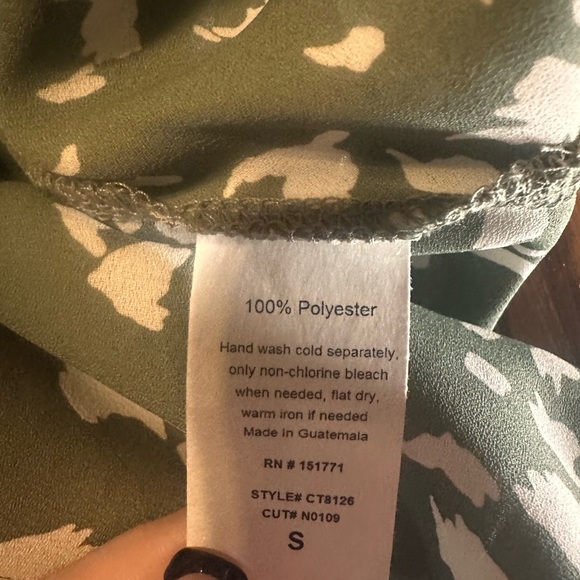 100% Polyester
Hand wash cold separately,
only non-chlorine bleach
when needed, flat dry,
warm iron if needed
Made in Guatemala
RN # 151771
STYLE# CT8126
CUT# N0109
S